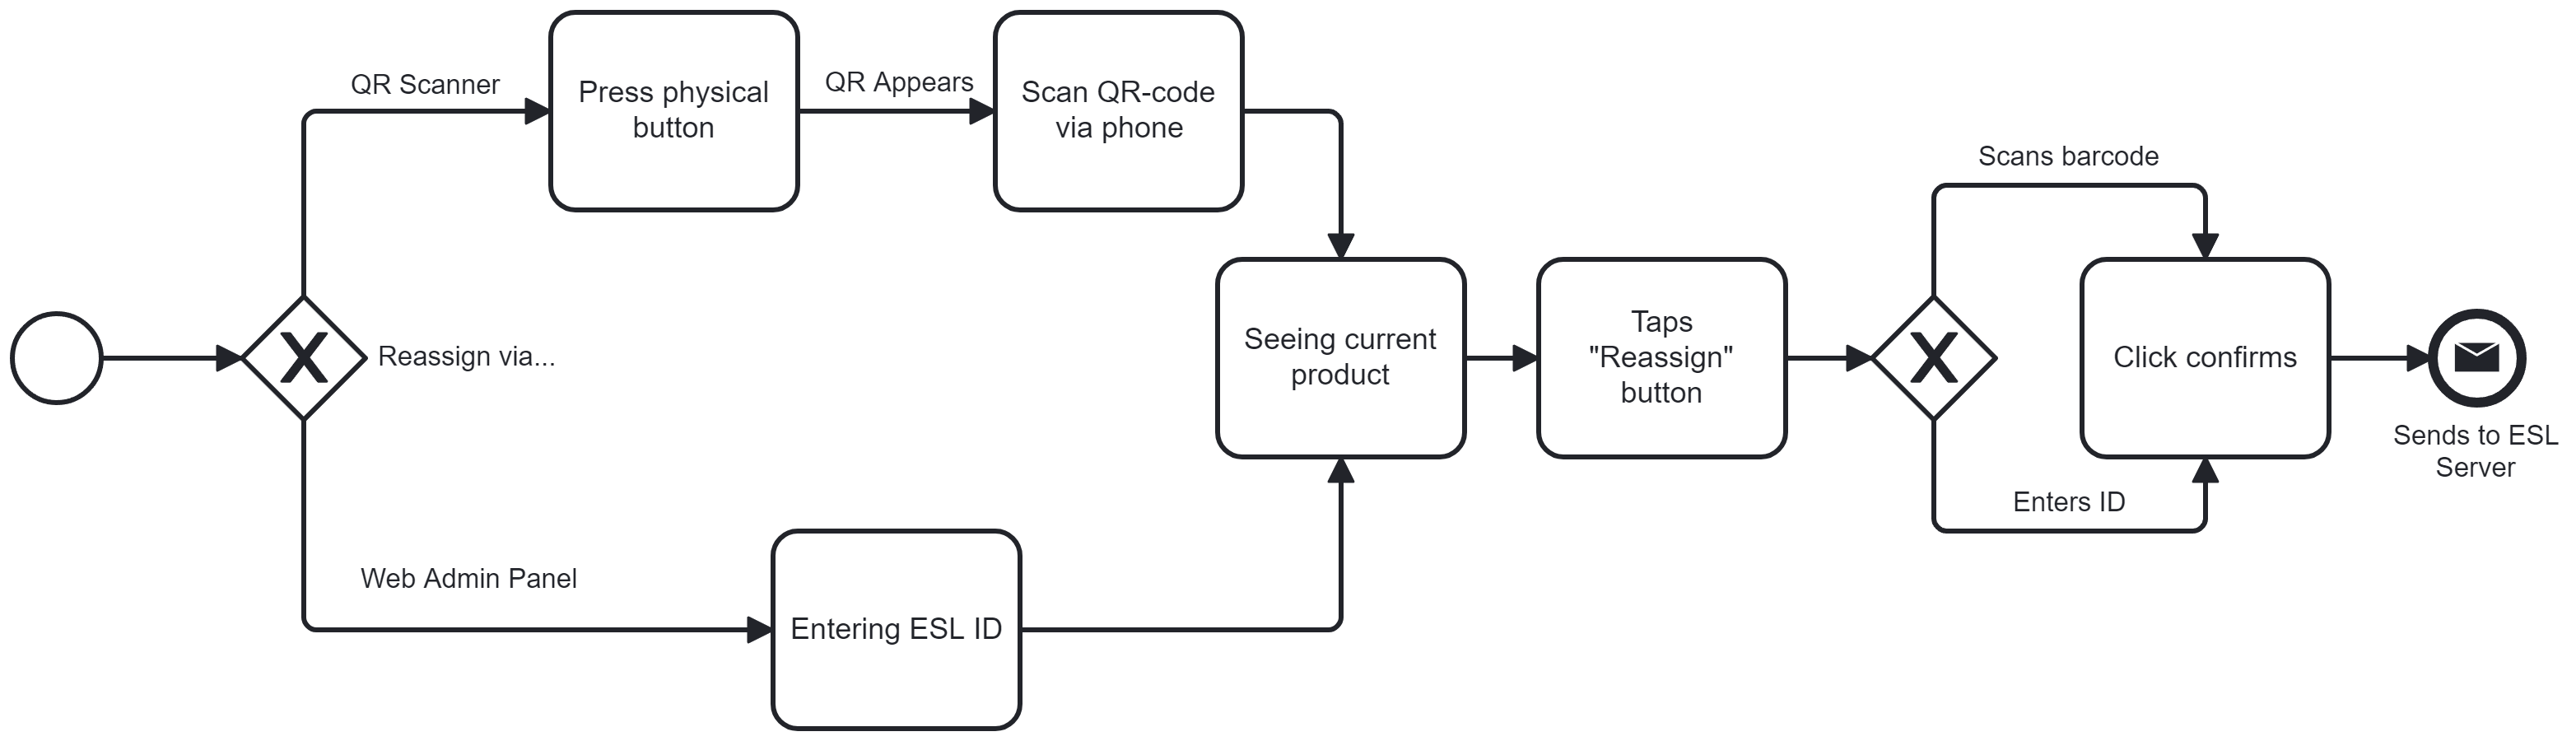 QR Scanner
Press physical
button
QR Appears
Scan QR-code
via phone
Reassign via...
Web Admin Panel
Entering ESL ID
Seeing current
product
Taps
"Reassign"
button
Scans barcode
Enters ID
Click confirms
Sends to ESL
Server